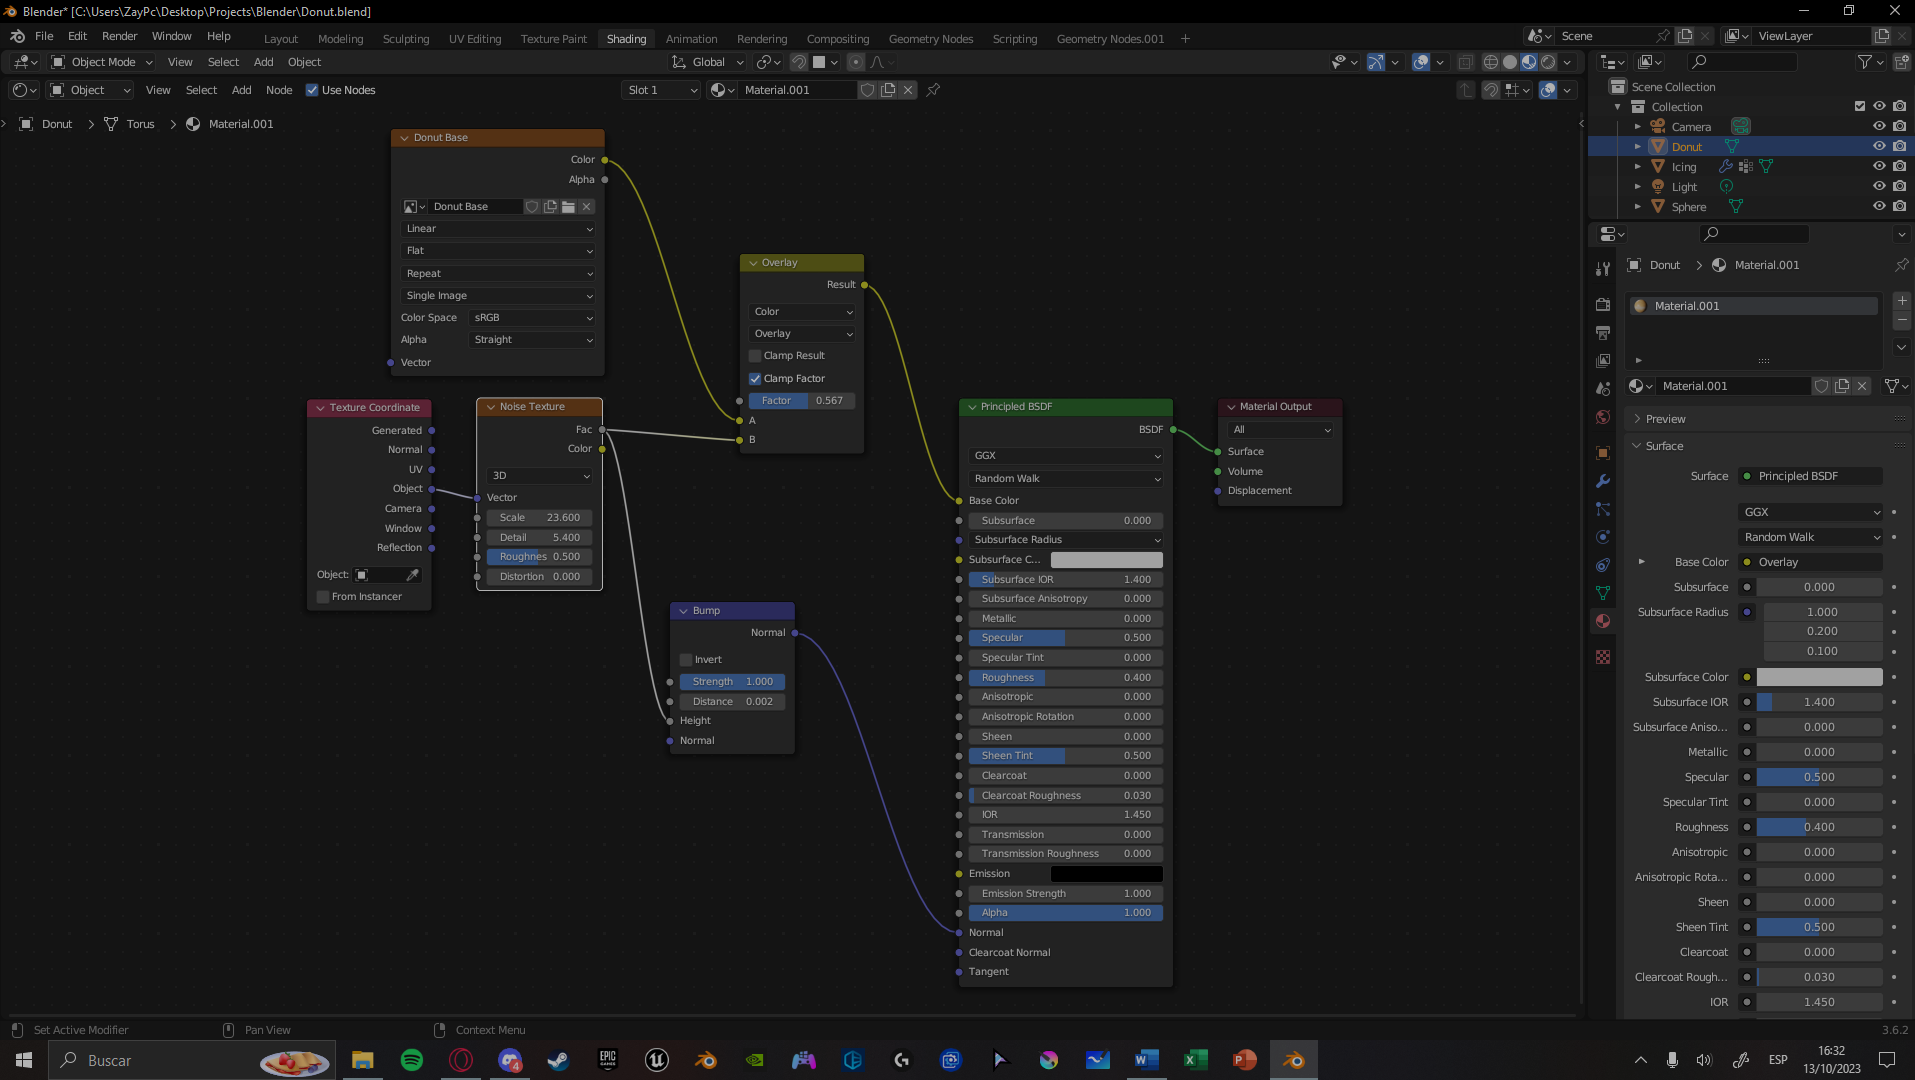 Blender* [C:\Users\ZayPc\Desktop\Projects\Blender\Donut.blend]
File Edit Render Window Help Layout Modeling Sculpting UV Editing Texture Paint Shading Animation Rendering Compositing Geometry Nodes Scripting Geometry Nodes.001 + Scene ViewLayer
Object Mode View Select Add Object Global
Object View Select Add Node Use Nodes Slot 1 Material.001
Donut > Torus > Material.001
Donut Base
Color
Alpha
Donut Base
Linear
Flat
Repeat
Single Image
Color Space sRGB
Alpha Straight
Vector
Texture Coordinate
Generated
Normal
UV
Object
Camera
Window
Reflection
Object:
From Instancer
Noise Texture
Fac
Color
3D
Vector
Scale 23.600
Detail 5.400
Roughnes 0.500
Distortion 0.000
Overlay
Result
Color
Overlay
Clamp Result
Clamp Factor
Factor 0.567
A
B
Bump
Normal
Invert
Strength 1.000
Distance 0.002
Height
Normal
Principled BSDF
BSDF
GGX
Random Walk
Base Color
Subsurface 0.000
Subsurface Radius
Subsurface C...
Subsurface IOR 1.400
Subsurface Anisotropy 0.000
Metallic 0.000
Specular 0.500
Specular Tint 0.000
Roughness 0.400
Anisotropic 0.000
Anisotropic Rotation 0.000
Sheen 0.000
Sheen Tint 0.500
Clearcoat 0.000
Clearcoat Roughness 0.030
IOR 1.450
Transmission 0.000
Transmission Roughness 0.000
Emission
Emission Strength 1.000
Alpha 1.000
Normal
Clearcoat Normal
Tangent
Material Output
All
Surface
Volume
Displacement
Scene Collection
Collection
Camera
Donut
Icing
Light
Sphere
Donut > Material.001
Material.001
Material.001
Preview
Surface
Surface Principled BSDF
GGX
Random Walk
Base Color Overlay
Subsurface 0.000
Subsurface Radius 1.000
0.200
0.100
Subsurface Color
Subsurface IOR 1.400
Subsurface Aniso... 0.000
Metallic 0.000
Specular 0.500
Specular Tint 0.000
Roughness 0.400
Anisotropic 0.000
Anisotropic Rota... 0.000
Sheen 0.000
Sheen Tint 0.500
Clearcoat 0.000
Clearcoat Rough... 0.030
IOR 1.450
Set Active Modifier Pan View Context Menu 3.6.2
Buscar
EPIC GAMES
4
ESP
16:32
13/10/2023